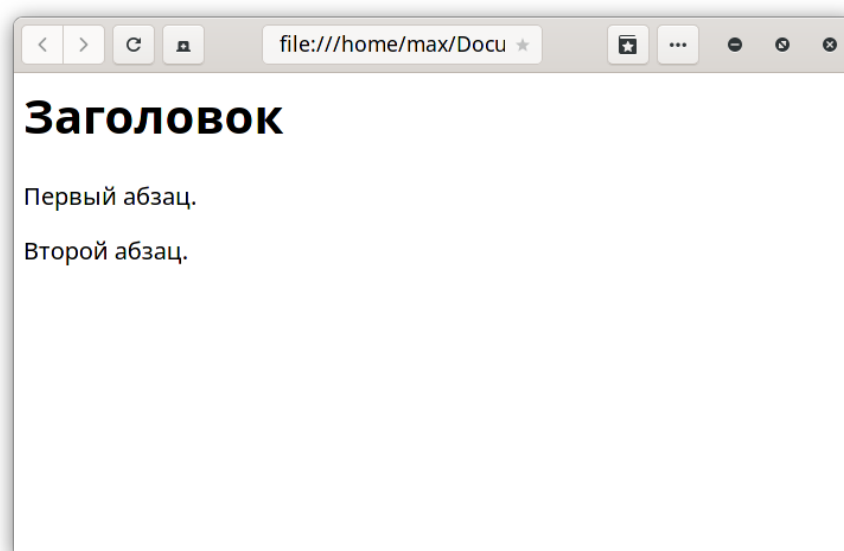 file:///home/max/Docu
Заголовок
Первый абзац.
Второй абзац.